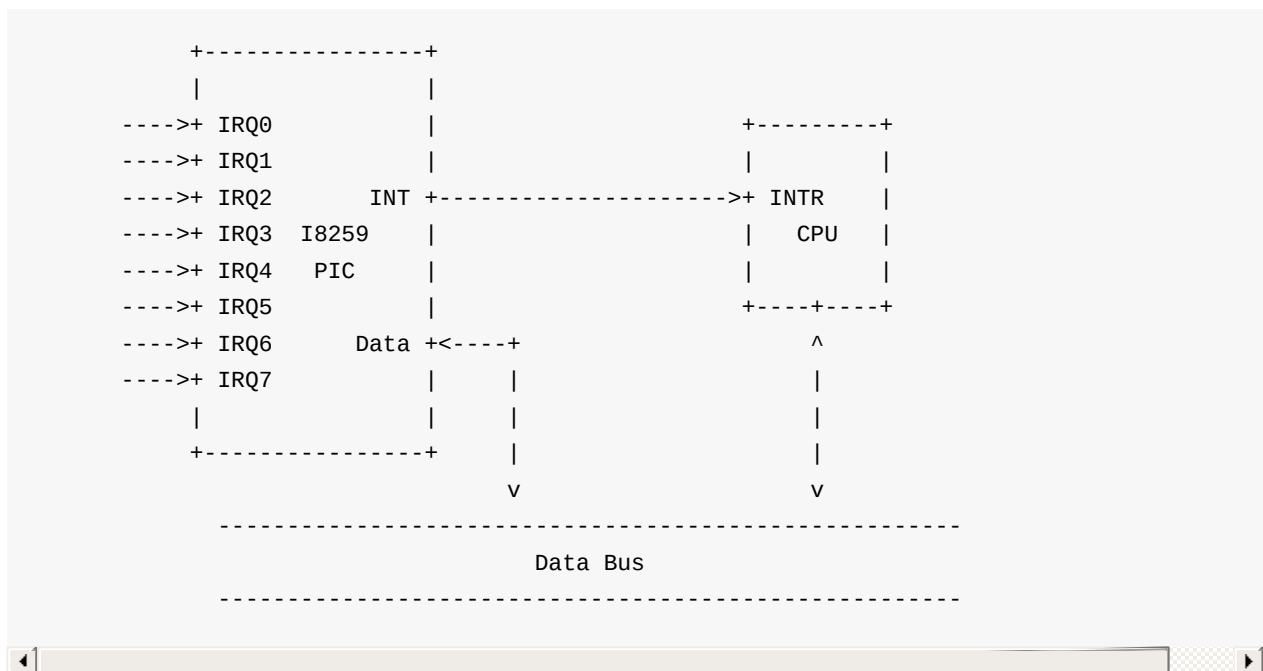 +----------------+
|                |
---->+ IRQ0           |                      +---------+
---->+ IRQ1           |                      |         |
---->+ IRQ2       INT +--------------------->+ INTR    |
---->+ IRQ3  I8259    |                      |   CPU   |
---->+ IRQ4   PIC     |                      |         |
---->+ IRQ5           |                      +----+----+
---->+ IRQ6      Data +<----+                     ^
---->+ IRQ7           |     |                     |
|                |     |                     |
+----------------+     |                     |
v                     v
------------------------------------------------------
Data Bus
------------------------------------------------------